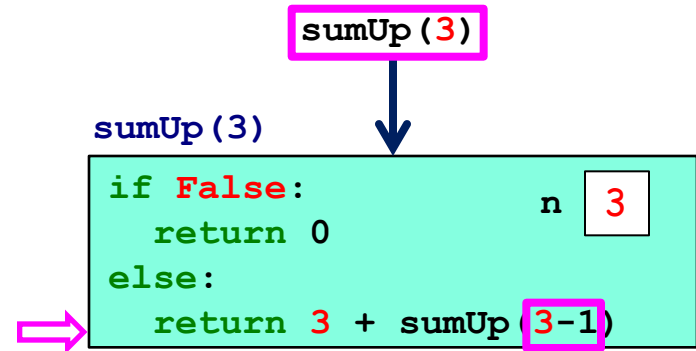 sumUp(3)
sumUp(3)
if False:
n 3
return 0
else:
return 3 + sumUp(3-1)